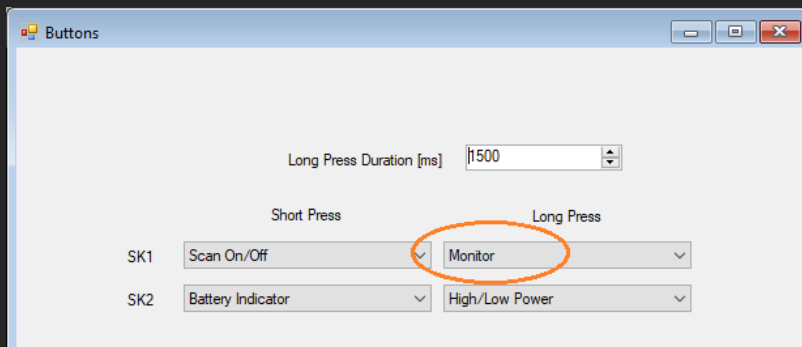 Buttons
Long Press Duration [ms] 1500
Short Press Long Press
SK1 Scan On/Off Monitor
SK2 Battery Indicator High/Low Power